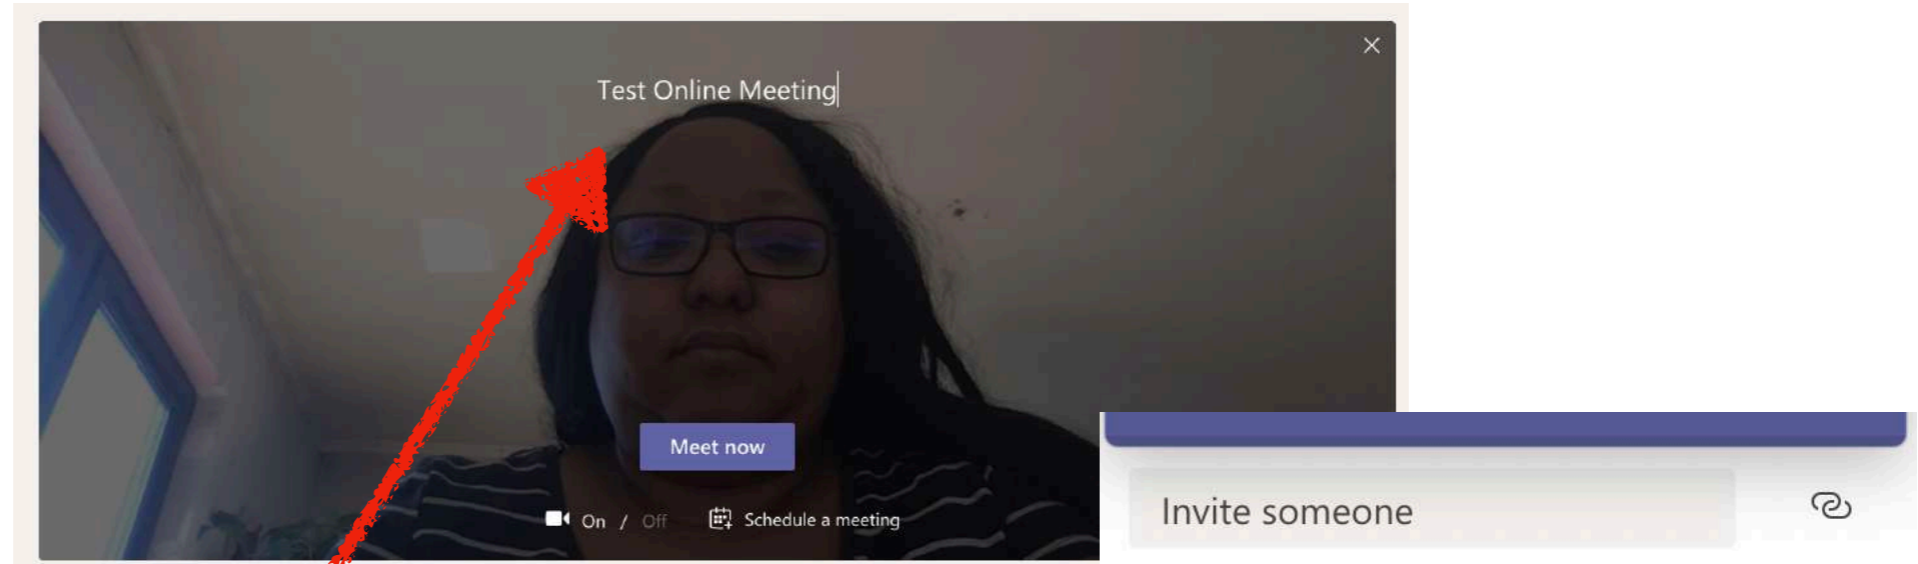 Test Online Meeting
Meet now
On / Off
Schedule a meeting
Invite someone